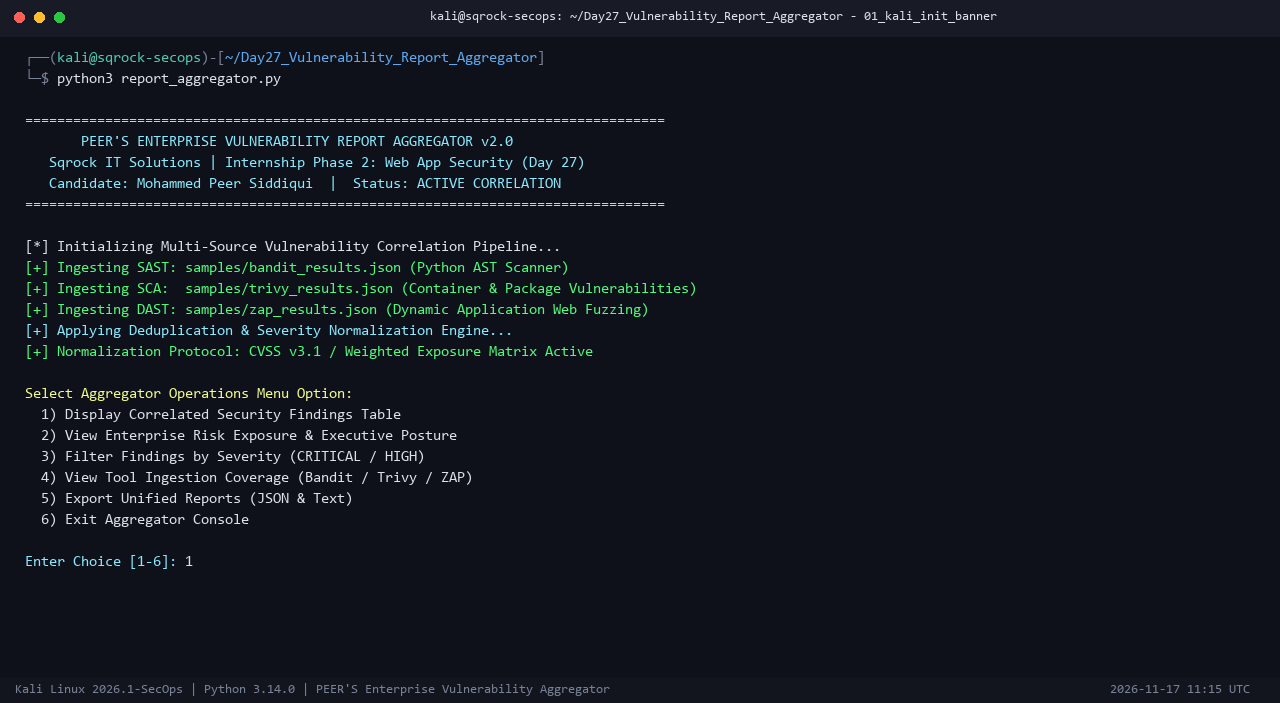 kali@sqrock-secops: ~/Day27_Vulnerability_Report_Aggregator - 01_kali_init_banner
┌──(kali@sqrock-secops)-[~/Day27_Vulnerability_Report_Aggregator]
└─$ python3 report_aggregator.py
================================================================================
PEER'S ENTERPRISE VULNERABILITY REPORT AGGREGATOR v2.0
Sqrock IT Solutions | Internship Phase 2: Web App Security (Day 27)
Candidate: Mohammed Peer Siddiqui  |  Status: ACTIVE CORRELATION
================================================================================
[*] Initializing Multi-Source Vulnerability Correlation Pipeline...
[+] Ingesting SAST: samples/bandit_results.json (Python AST Scanner)
[+] Ingesting SCA:  samples/trivy_results.json (Container & Package Vulnerabilities)
[+] Ingesting DAST: samples/zap_results.json (Dynamic Application Web Fuzzing)
[+] Applying Deduplication & Severity Normalization Engine...
[+] Normalization Protocol: CVSS v3.1 / Weighted Exposure Matrix Active
Select Aggregator Operations Menu Option:
1) Display Correlated Security Findings Table
2) View Enterprise Risk Exposure & Executive Posture
3) Filter Findings by Severity (CRITICAL / HIGH)
4) View Tool Ingestion Coverage (Bandit / Trivy / ZAP)
5) Export Unified Reports (JSON & Text)
6) Exit Aggregator Console
Enter Choice [1-6]: 1
Kali Linux 2026.1-SecOps | Python 3.14.0 | PEER'S Enterprise Vulnerability Aggregator
2026-11-17 11:15 UTC